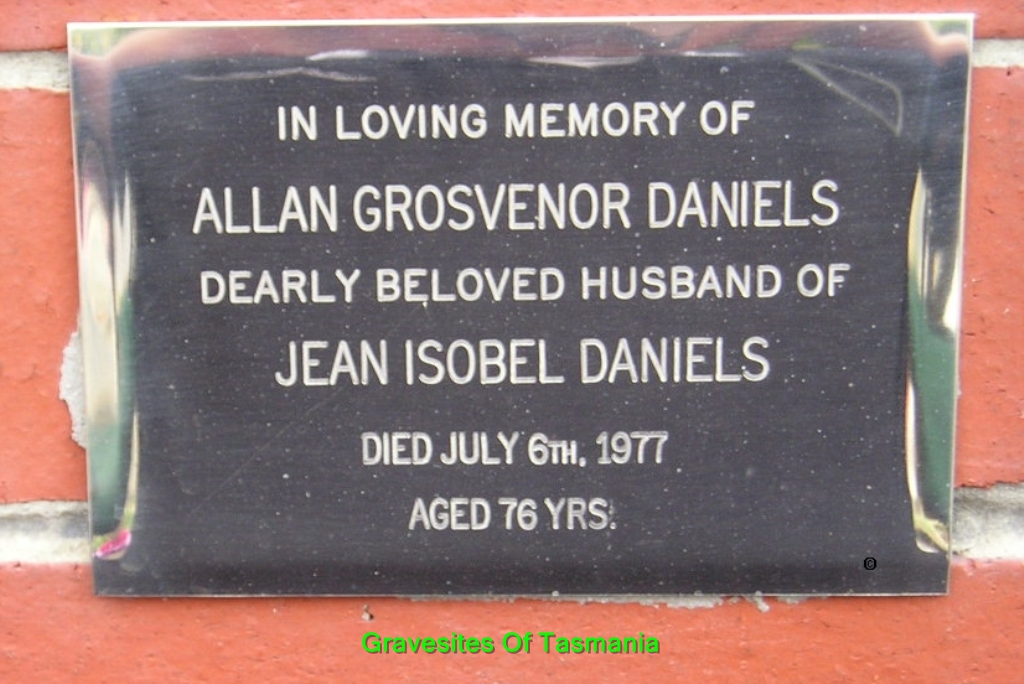 IN LOVING MEMORY OF
ALLAN GROSVENOR DANIELS
DEARLY BELOVED HUSBAND OF
JEAN ISOBEL DANIELS
DIED JULY 6TH, 1977
AGED 76 YRS.
©
Gravesites Of Tasmania